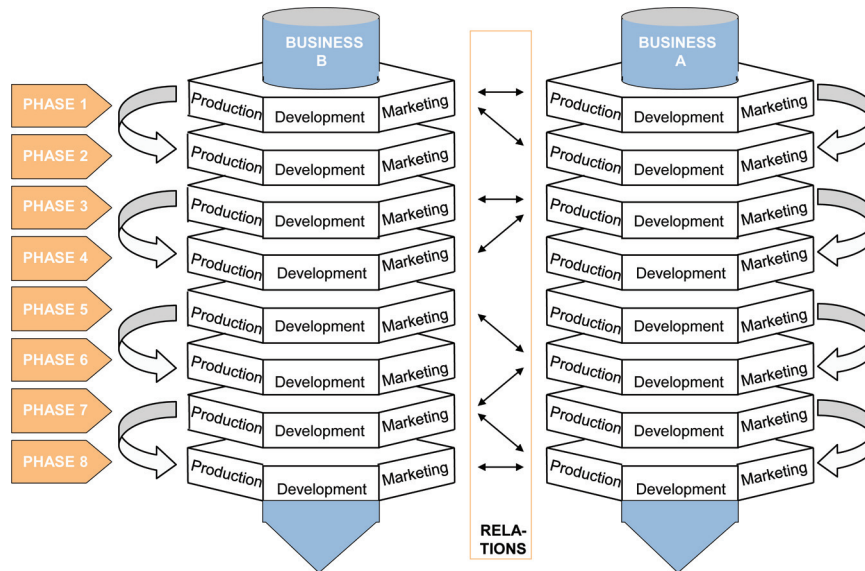 BUSINESS
B
BUSINESS
A
PHASE 1
Production Development Marketing
Production Development Marketing
PHASE 2
Production Development Marketing
Production Development Marketing
PHASE 3
Production Development Marketing
Production Development Marketing
PHASE 4
Production Development Marketing
Production Development Marketing
PHASE 5
Production Development Marketing
Production Development Marketing
PHASE 6
Production Development Marketing
Production Development Marketing
PHASE 7
Production Development Marketing
Production Development Marketing
PHASE 8
Production Development Marketing
Production Development Marketing
RELA-
TIONS